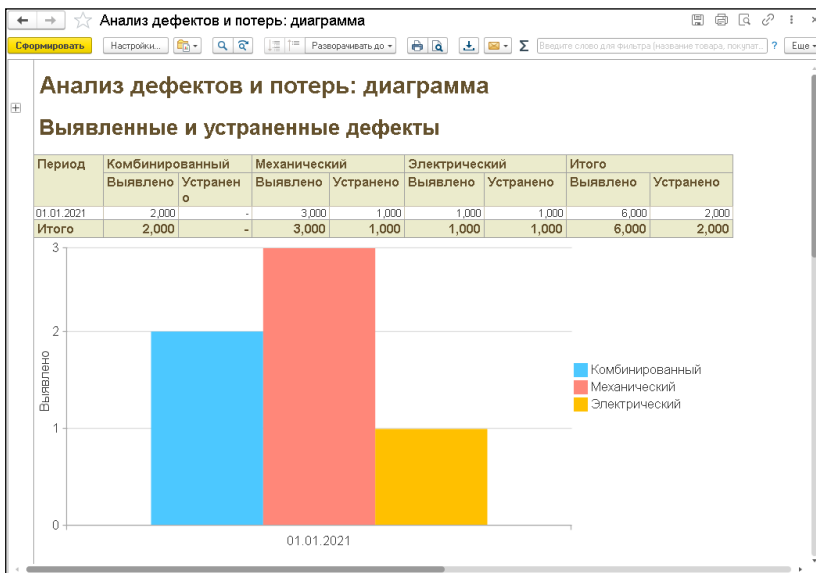 Анализ дефектов и потерь: диаграмма
Сформировать Настройки... Разворачивать до Σ Введите слово для фильтра (название товара, покупат... ? Еще
Анализ дефектов и потерь: диаграмма
Выявленные и устраненные дефекты
Период Комбинированный Механический Электрический Итого
Выявлено Устранен Выявлено Устранено Выявлено Устранено Выявлено Устранено
о
01.01.2021 2,000 - 3,000 1,000 1,000 1,000 6,000 2,000
Итого 2,000 - 3,000 1,000 1,000 1,000 6,000 2,000
3
2
1
0
Выявлено
Комбинированный
Механический
Электрический
01.01.2021